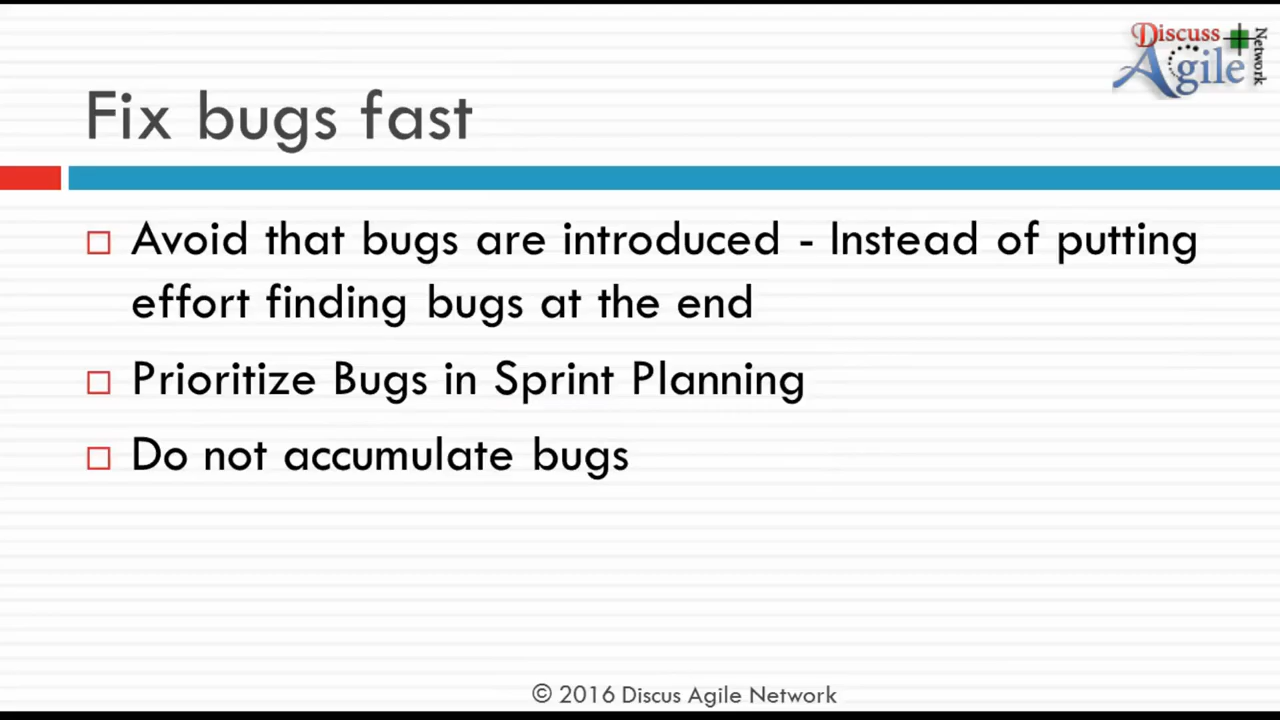 Discuss
Agile
Network
Fix bugs fast
Avoid that bugs are introduced - Instead of putting
effort finding bugs at the end
Prioritize Bugs in Sprint Planning
Do not accumulate bugs
© 2016 Discus Agile Network